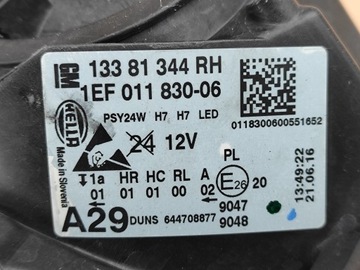 GM 133 81 344 RH
1EF 011 830-06
HELLA
PSY24W H7 H7 LED
0118300600551652
24 12V
Made in Slovenia
PL
1a HR HC RL A
01 01 01 00 02
E26 20
13:49:22
21.06.16
A29 DUNS 644708877
9047
9048